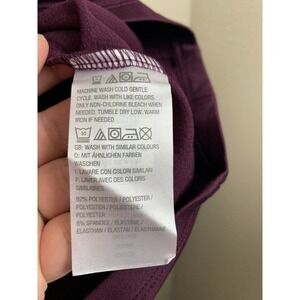 MACHINE WASH COLD GENTLE
CYCLE. WASH WITH LIKE COLORS.
ONLY NON-CHLORINE BLEACH WHEN
NEEDED. TUMBLE DRY LOW. WARM
IRON IF NEEDED
GB: WASH WITH SIMILAR COLOURS
D: MIT ÄHNLICHEN FARBEN
WASCHEN
I: LAVARE CON COLORI SIMILARI
F: LAVER AVEC DES COLORIS
SIMILAIRES
92% POLYESTER / POLYESTER /
POLYESTER / POLIESTERE /
POLYESTER
8% SPANDEX / ELASTANE /
ELASTHAN / ELASTAN / ELASTHANNE